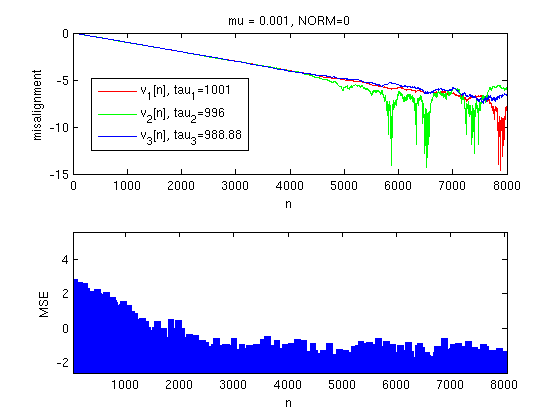 mu = 0.001, NORM=0
0
-5
-10
-15
misalignment
v1[n], tau1=1001
v2[n], tau2=996
v3[n], tau3=988.88
0 1000 2000 3000 4000 5000 6000 7000 8000
n
4
2
0
-2
MSE
1000 2000 3000 4000 5000 6000 7000 8000
n